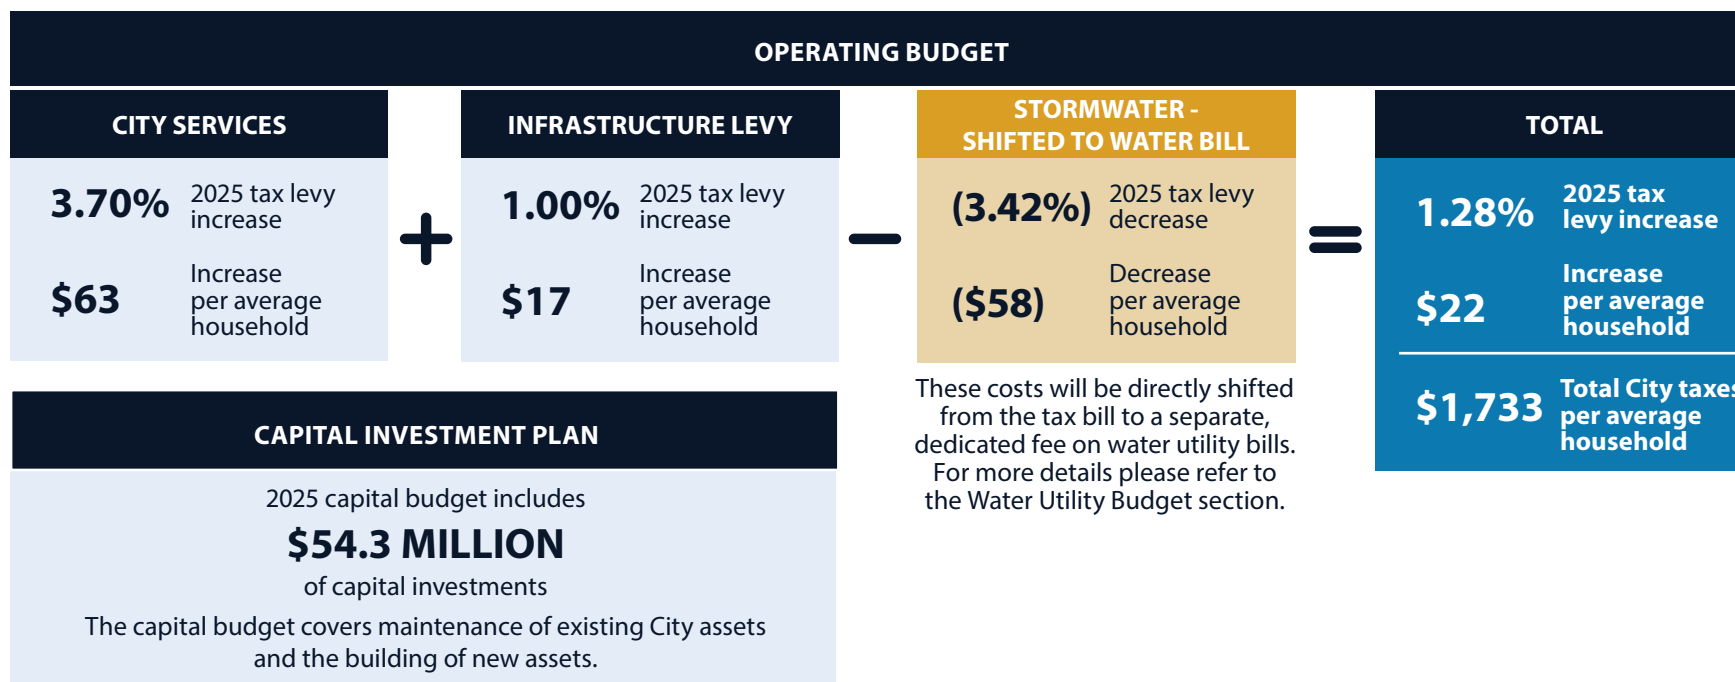 OPERATING BUDGET
CITY SERVICES
3.70%
2025 tax levy
increase
$63
Increase
per average
household
+
INFRASTRUCTURE LEVY
1.00%
2025 tax levy
increase
$17
Increase
per average
household
−
STORMWATER -
SHIFTED TO WATER BILL
(3.42%)
2025 tax levy
decrease
($58)
Decrease
per average
household
These costs will be directly shifted
from the tax bill to a separate,
dedicated fee on water utility bills.
For more details please refer to
the Water Utility Budget section.
=
TOTAL
1.28%
2025 tax
levy increase
$22
Increase
per average
household
$1,733
Total City taxes
per average
household
CAPITAL INVESTMENT PLAN
2025 capital budget includes
$54.3 MILLION
of capital investments
The capital budget covers maintenance of existing City assets
and the building of new assets.